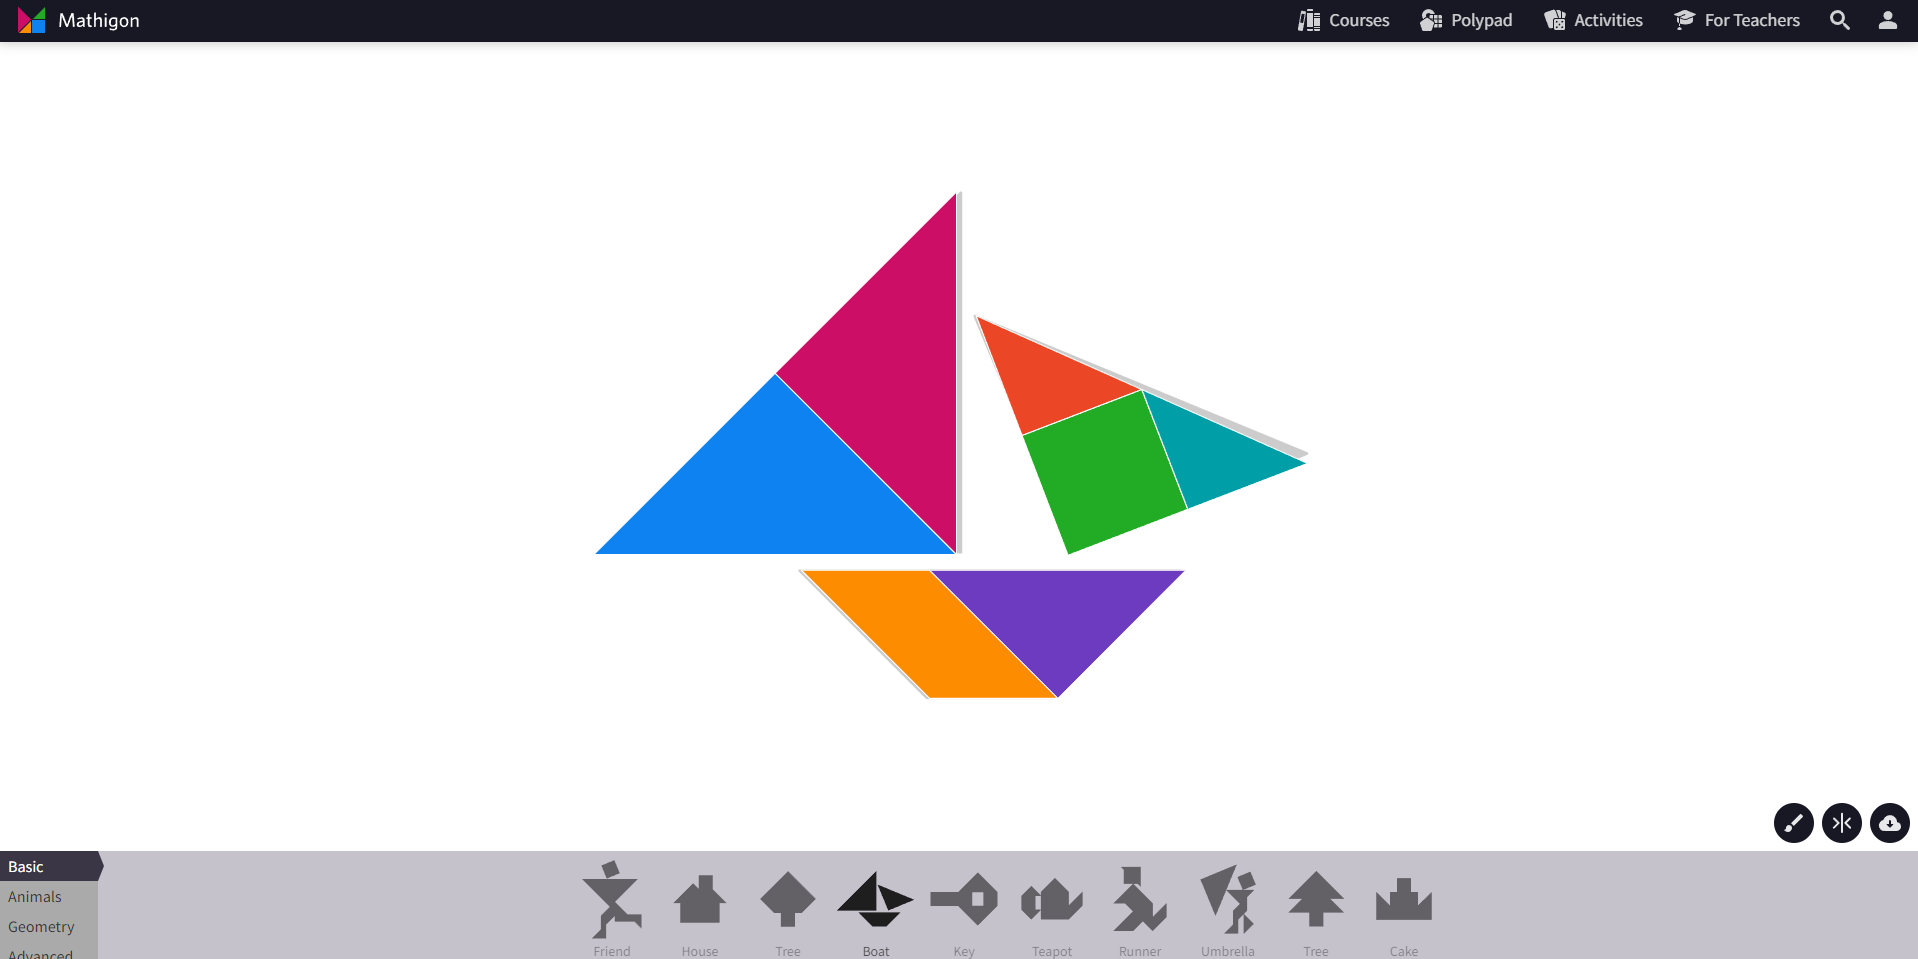 Mathigon
Courses
Polypad
Activities
For Teachers
Basic
Animals
Geometry
Advanced
Friend
House
Tree
Boat
Key
Teapot
Runner
Umbrella
Tree
Cake